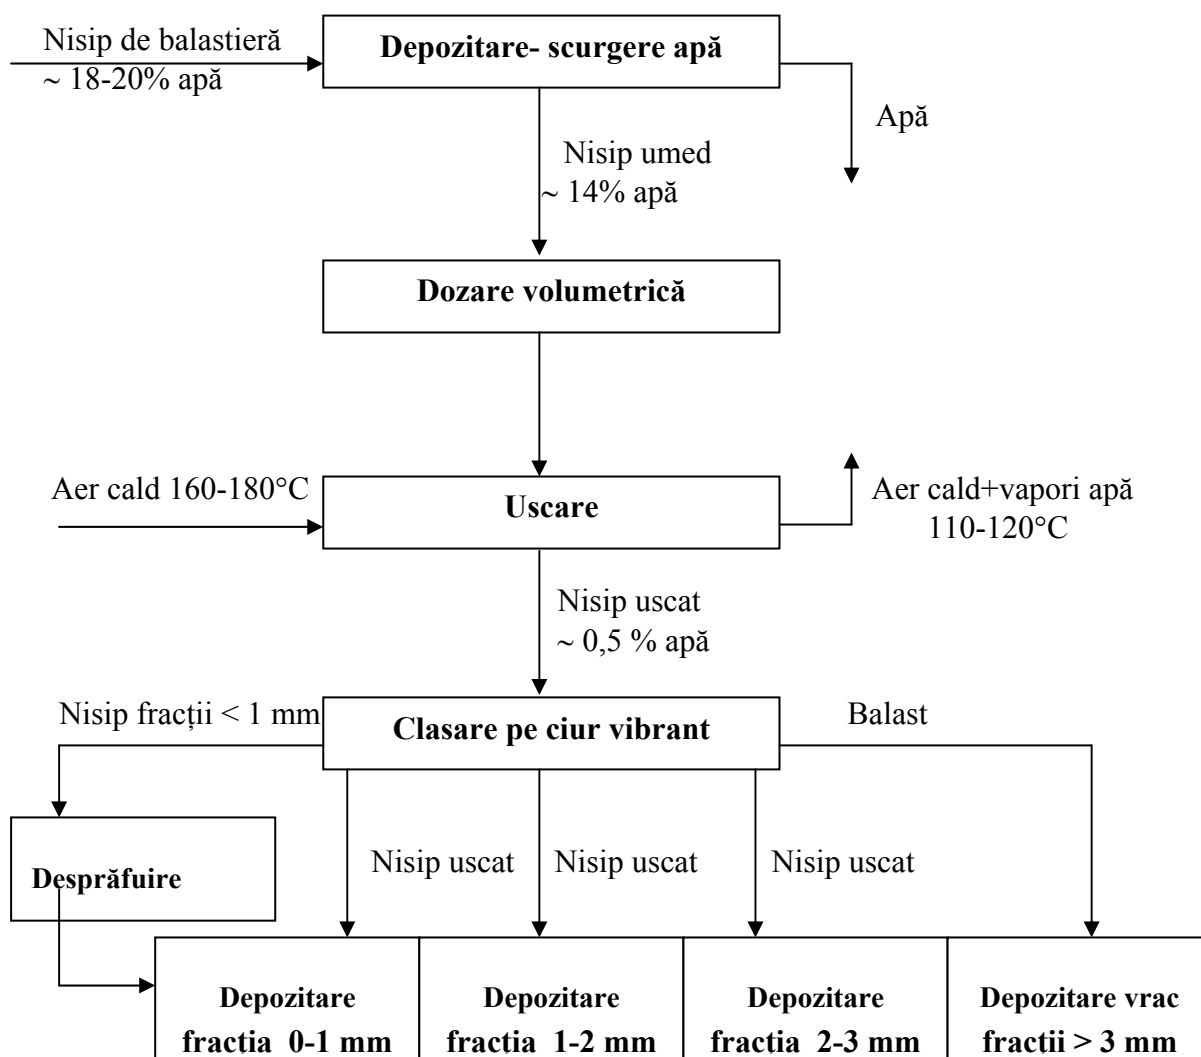 Nisip de balastieră
~ 18-20% apă
Depozitare- scurgere apă
Apă
Nisip umed
~ 14% apă
Dozare volumetrică
Aer cald 160-180°C
Uscare
Aer cald+vapori apă
110-120°C
Nisip uscat
~ 0,5 % apă
Nisip fracții < 1 mm
Clasare pe ciur vibrant
Balast
Desprăfuire
Nisip uscat
Nisip uscat
Nisip uscat
Depozitare
fracția 0-1 mm
Depozitare
fracția 1-2 mm
Depozitare
fracția 2-3 mm
Depozitare vrac
fracții > 3 mm